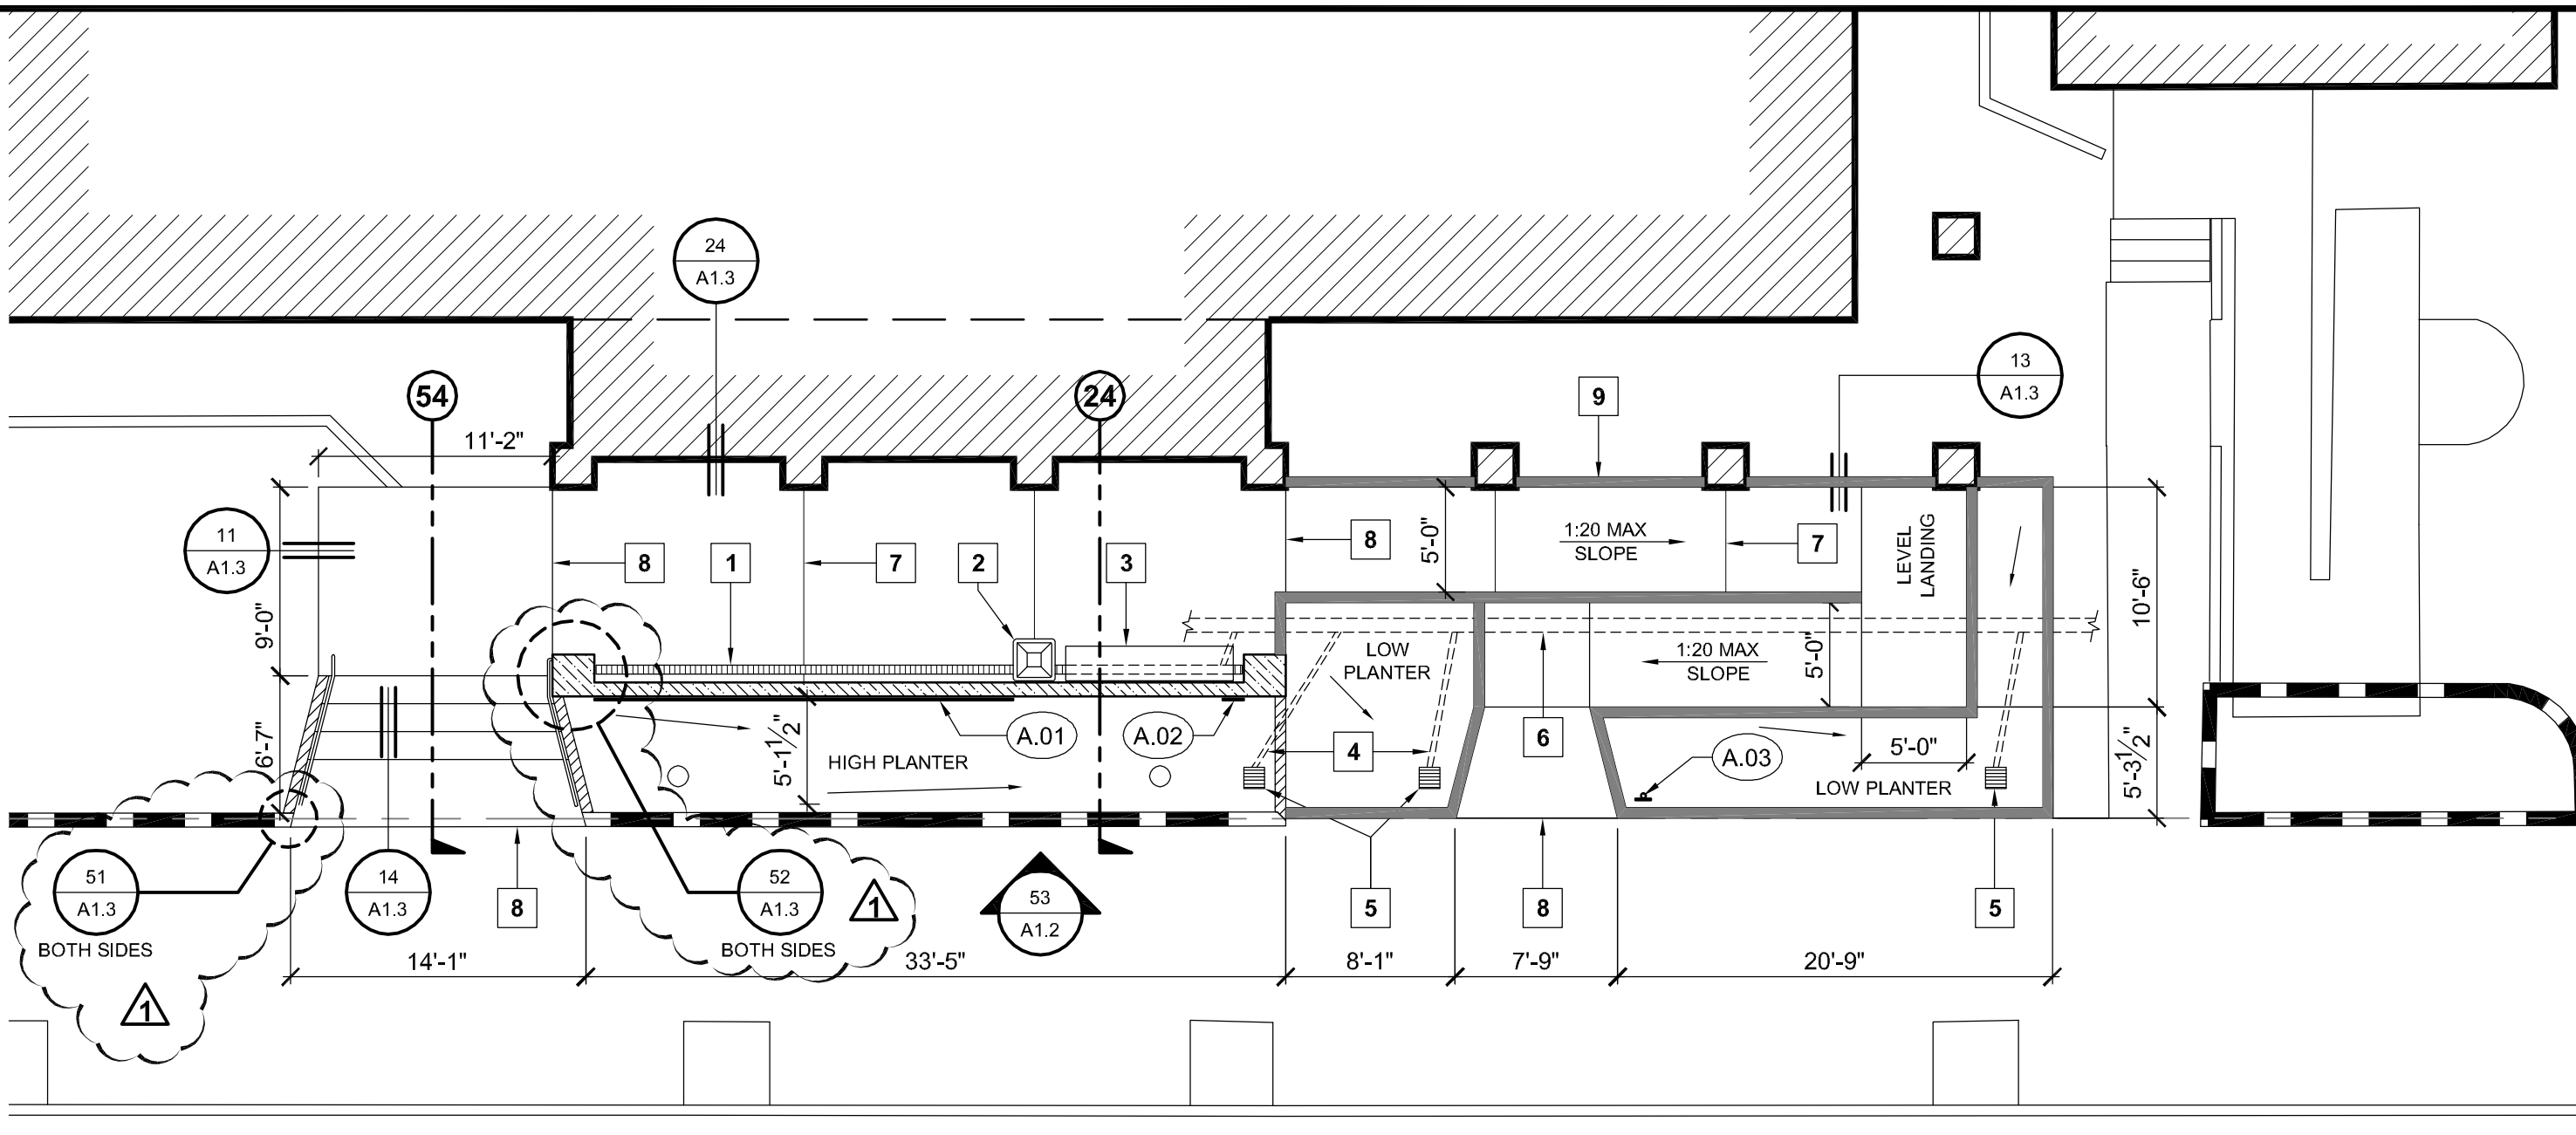 24
A1.3
54
11'-2"
24
13
A1.3
9
11
A1.3
9'-0"
8
1
7
2
3
8
5'-0"
1:20 MAX
SLOPE
7
LEVEL
LANDING
10'-6"
LOW
PLANTER
1:20 MAX
SLOPE
5'-0"
6'-7"
HIGH PLANTER
5'-1 1/2"
A.01
A.02
4
6
A.03
5'-0"
LOW PLANTER
5'-3 1/2"
51
A1.3
BOTH SIDES
1
14
A1.3
8
52
A1.3
BOTH SIDES
1
53
A1.2
5
8
5
14'-1"
33'-5"
8'-1"
7'-9"
20'-9"